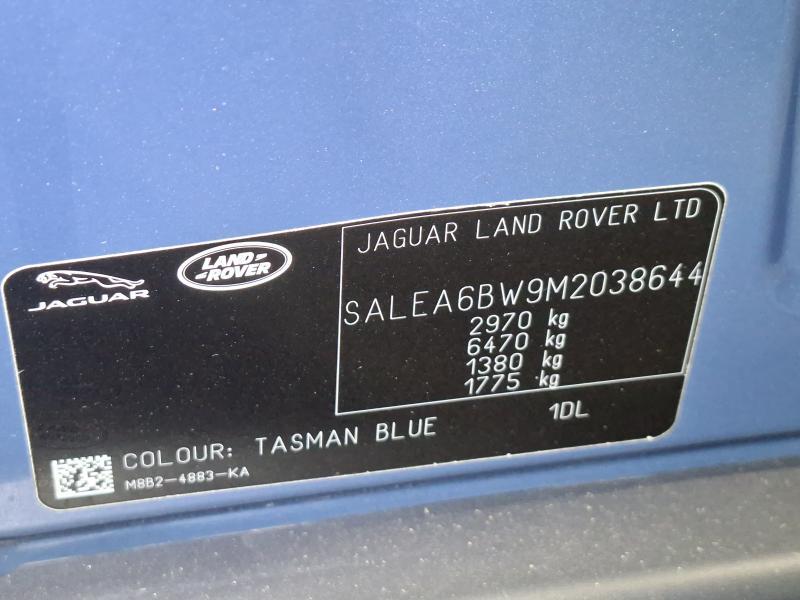 JAGUAR
LAND
ROVER
JAGUAR LAND ROVER LTD
SALEA6BW9M2038644
2970 kg
6470 kg
1380 kg
1775 kg
1DL
COLOUR: TASMAN BLUE
M8B2-4883-KA